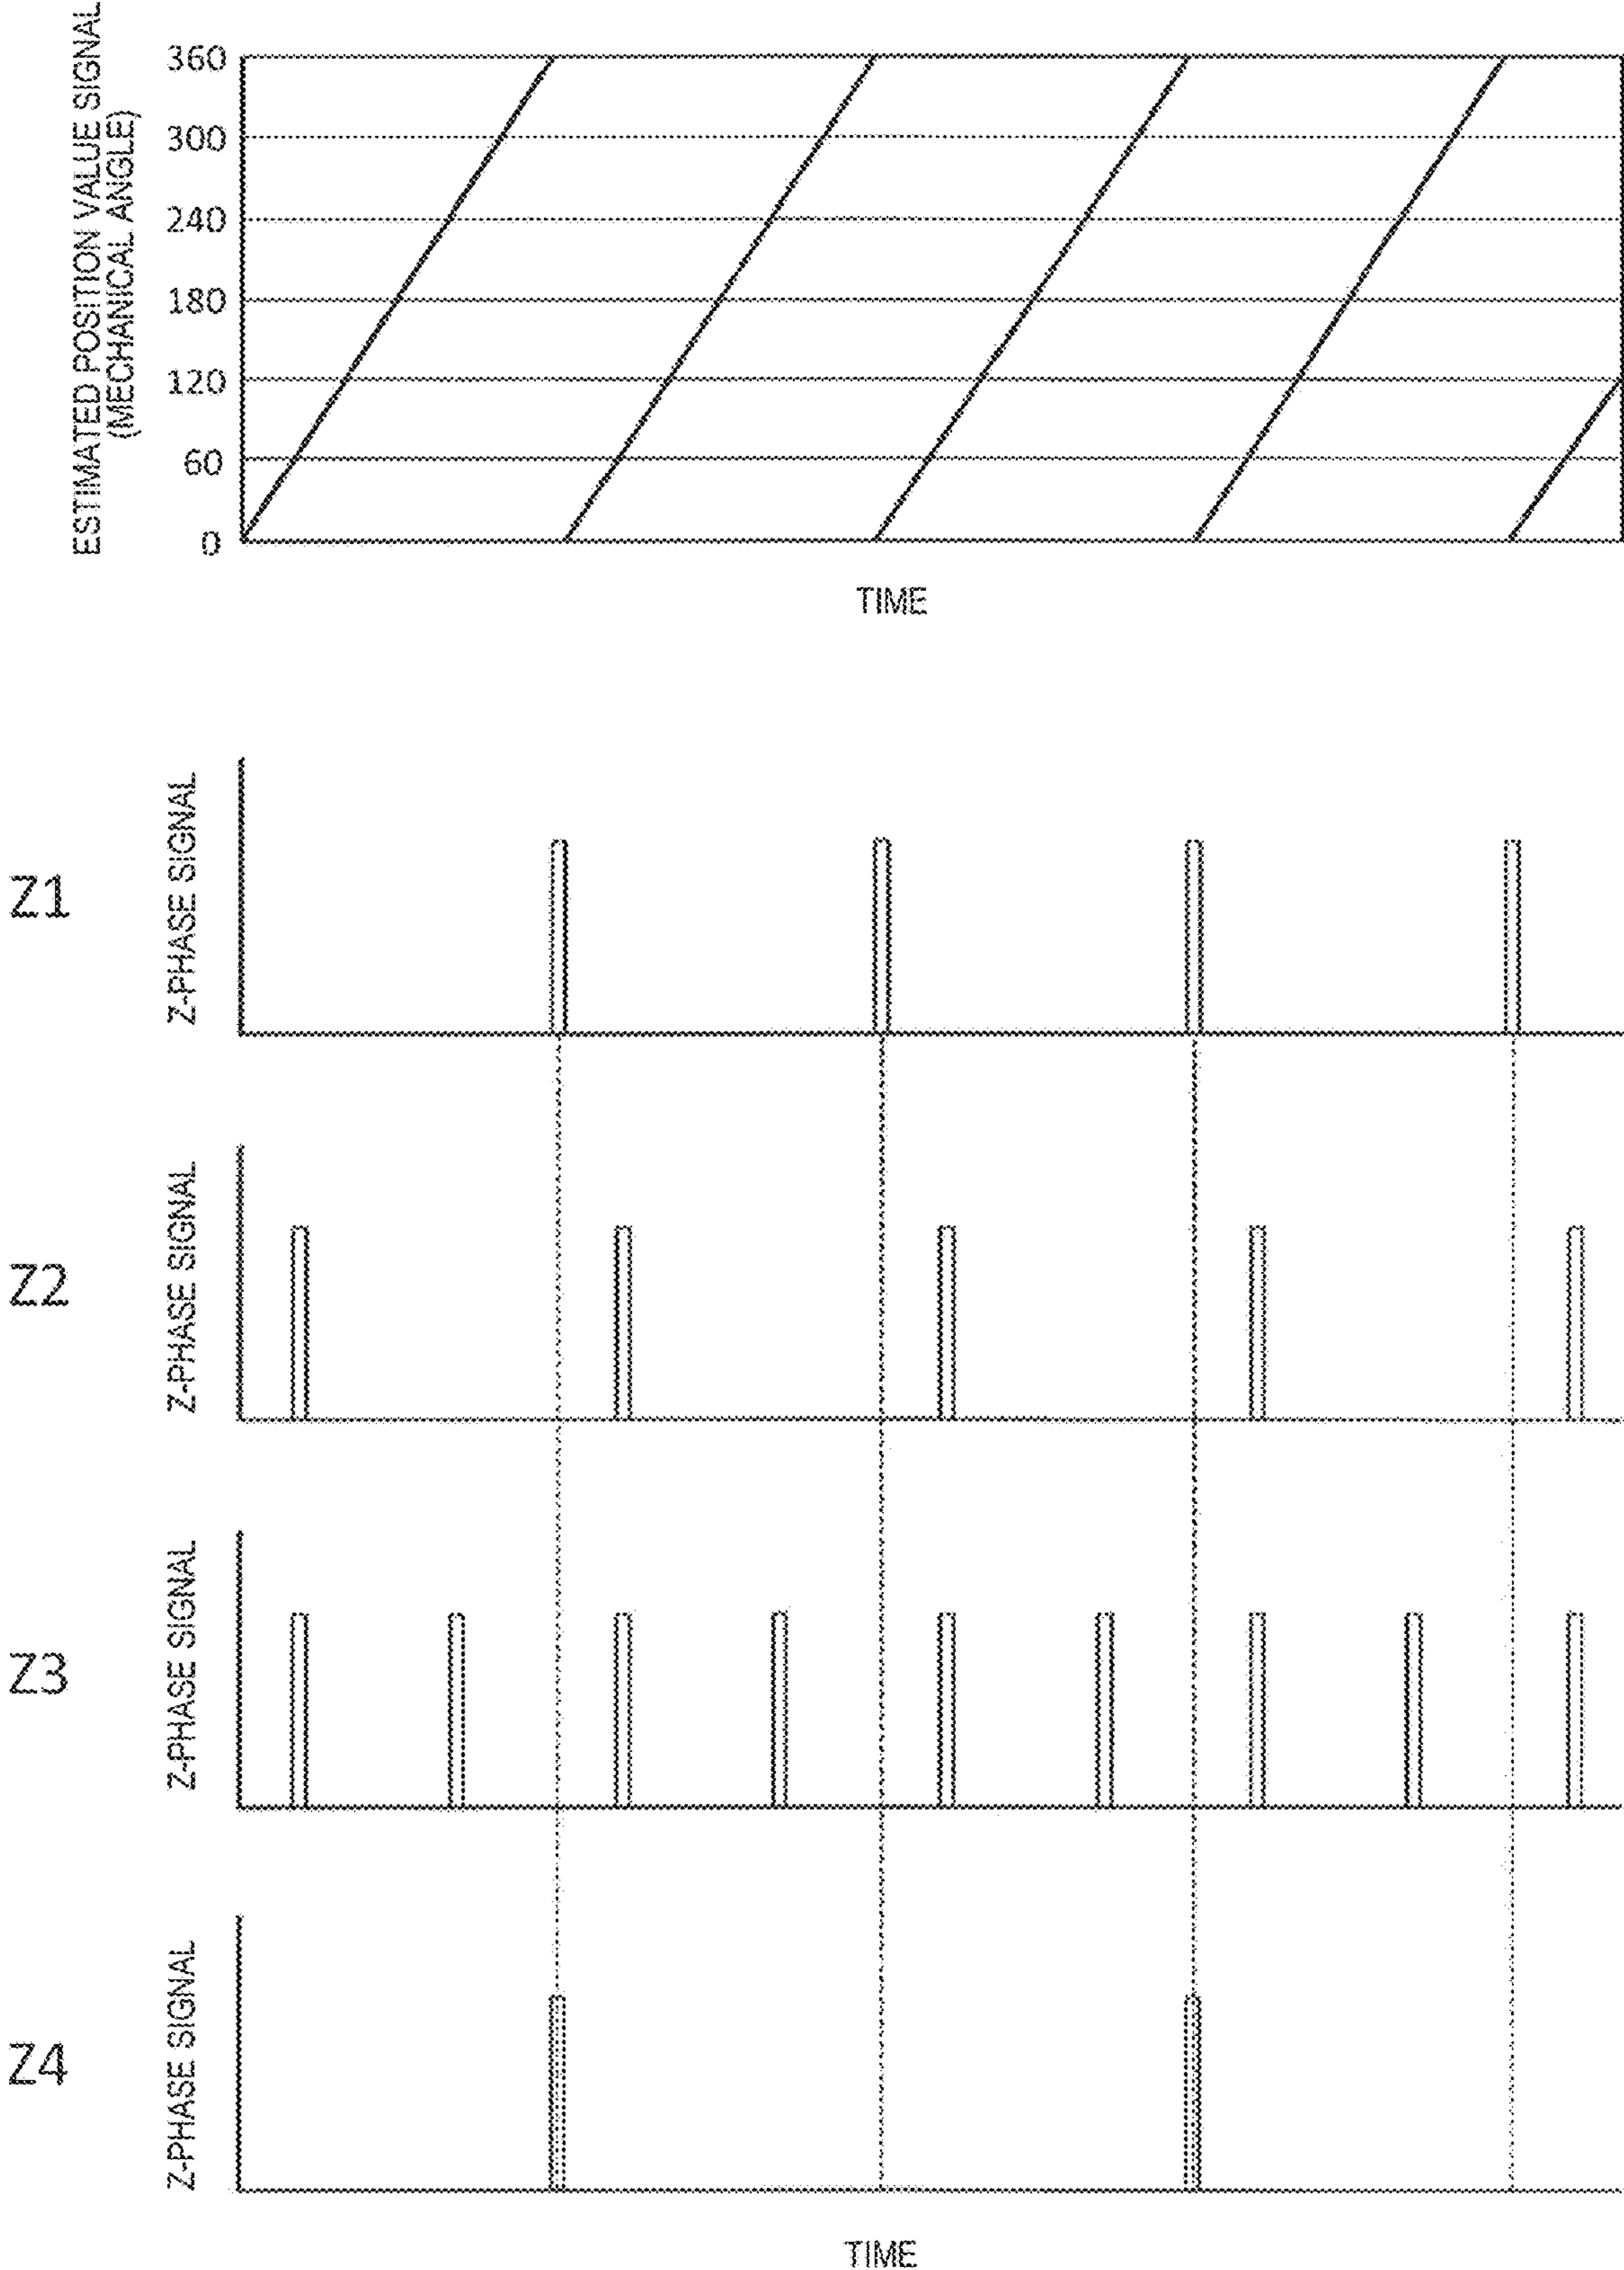 ESTIMATED POSITION VALUE SIGNAL
(MECHANICAL ANGLE)
360
300
240
180
120
60
0
TIME
Z1
Z-PHASE SIGNAL
Z2
Z-PHASE SIGNAL
Z3
Z-PHASE SIGNAL
Z4
Z-PHASE SIGNAL
TIME